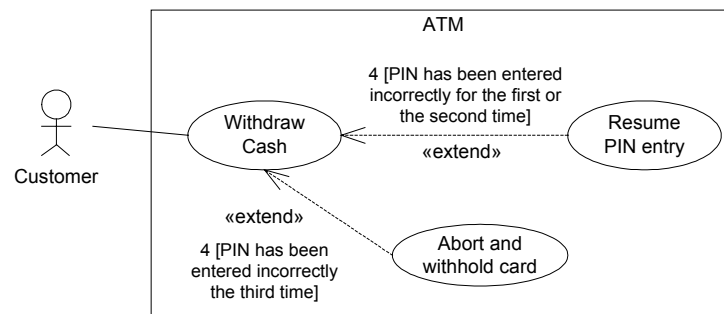 ATM
4 [PIN has been entered
incorrectly for the first or
the second time]
Withdraw
Cash
Resume
PIN entry
«extend»
Customer
«extend»
4 [PIN has been
entered incorrectly
the third time]
Abort and
withhold card